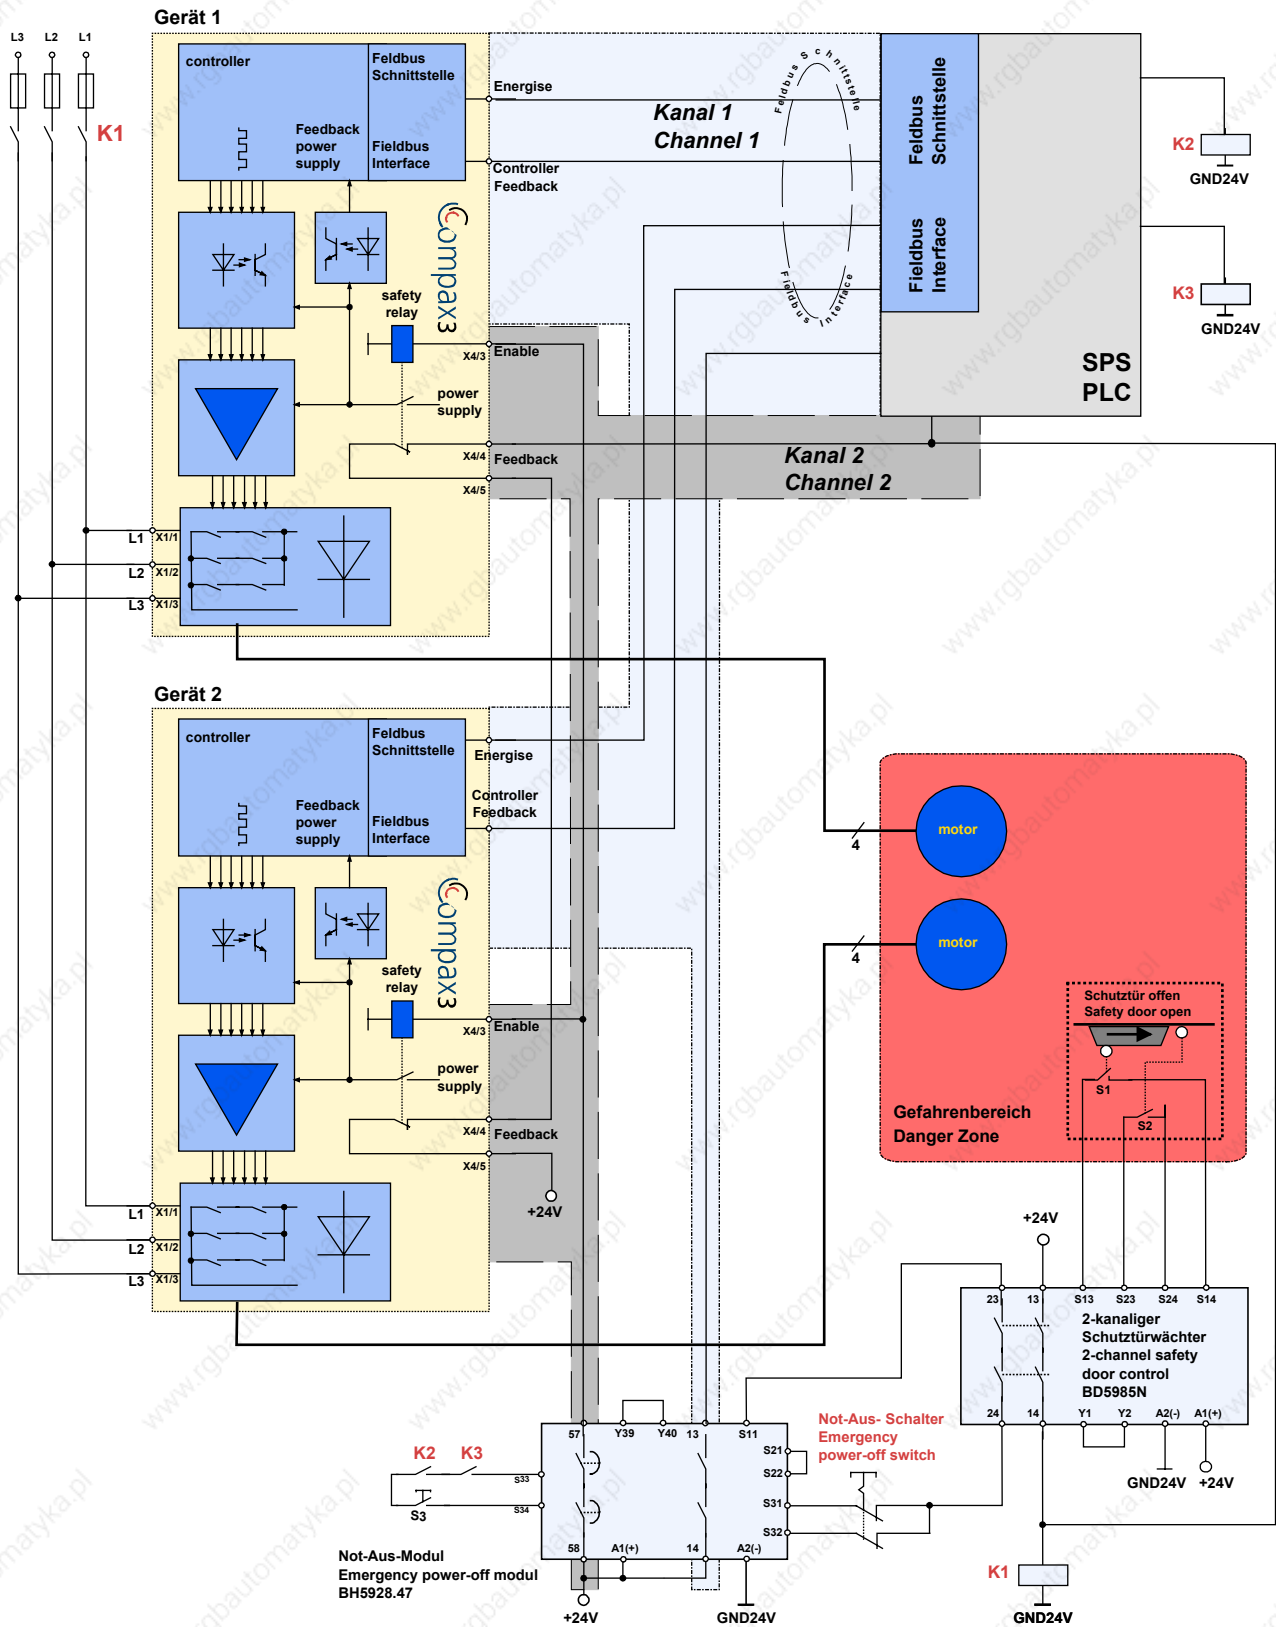 Gerät 1
L3
L2
L1
K1
controller
Feldbus
Schnittstelle
Feedback
power
supply
Fieldbus
Interface
Energise
Controller
Feedback
Kanal 1
Channel 1
Feldbus Schnittstelle
Fieldbus Interface
Feldbus
Schnittstelle
Fieldbus
Interface
SPS
PLC
K2
GND24V
K3
GND24V
Compax3
safety
relay
X4/3
Enable
power
supply
X4/4
Feedback
X4/5
Kanal 2
Channel 2
L1
X1/1
L2
X1/2
L3
X1/3
Gerät 2
controller
Feldbus
Schnittstelle
Feedback
power
supply
Fieldbus
Interface
Energise
Controller
Feedback
Compax3
safety
relay
X4/3
Enable
power
supply
X4/4
Feedback
X4/5
+24V
L1
X1/1
L2
X1/2
L3
X1/3
motor
4
motor
4
Schutztür offen
Safety door open
S1
S2
Gefahrenbereich
Danger Zone
+24V
23
13
S13
S23
S24
S14
2-kanaliger
Schutztürwächter
2-channel safety
door control
BD5985N
24
14
Y1
Y2
A2(-)
A1(+)
GND24V
+24V
K1
GND24V
Not-Aus- Schalter
Emergency
power-off switch
57
Y39
Y40
13
S11
S21
S22
S31
S32
S33
S34
58
A1(+)
14
A2(-)
K2
K3
S3
Not-Aus-Modul
Emergency power-off modul
BH5928.47
+24V
GND24V
www.rgbautomatyka.pl